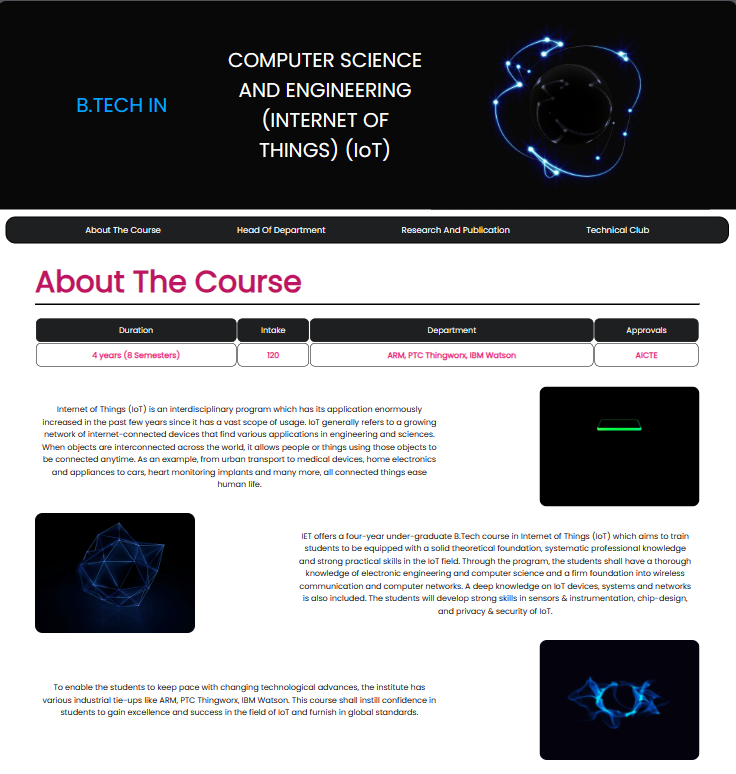 B.TECH IN
COMPUTER SCIENCE
AND ENGINEERING
(INTERNET OF
THINGS) (IoT)
About The Course
Head Of Department
Research And Publication
Technical Club
About The Course
Duration
Intake
Department
Approvals
4 years (8 Semesters)
120
ARM, PTC Thingworx, IBM Watson
AICTE
Internet of Things (IoT) is an interdisciplinary program which has its application enormously
increased in the past few years since it has a vast scope of usage. IoT generally refers to a growing
network of internet-connected devices that find various applications in engineering and sciences.
When objects are interconnected across the world, it allows people or things using those objects to
be connected anytime. As an example, from urban transport to medical devices, home electronics
and appliances to cars, heart monitoring implants and many more, all connected things ease
human life.
IET offers a four-year under-graduate B.Tech course in Internet of Things (IoT) which aims to train
students to be equipped with a solid theoretical foundation, systematic professional knowledge
and strong practical skills in the IoT field. Through the program, the students shall have a thorough
knowledge of electronic engineering and computer science and a firm foundation into wireless
communication and computer networks. A deep knowledge on IoT devices, systems and networks
is also included. The students will develop strong skills in sensors & instrumentation, chip-design,
and privacy & security of IoT.
To enable the students to keep pace with changing technological advances, the institute has
various industrial tie-ups like ARM, PTC Thingworx, IBM Watson. This course shall instill confidence in
students to gain excellence and success in the field of IoT and furnish in global standards.